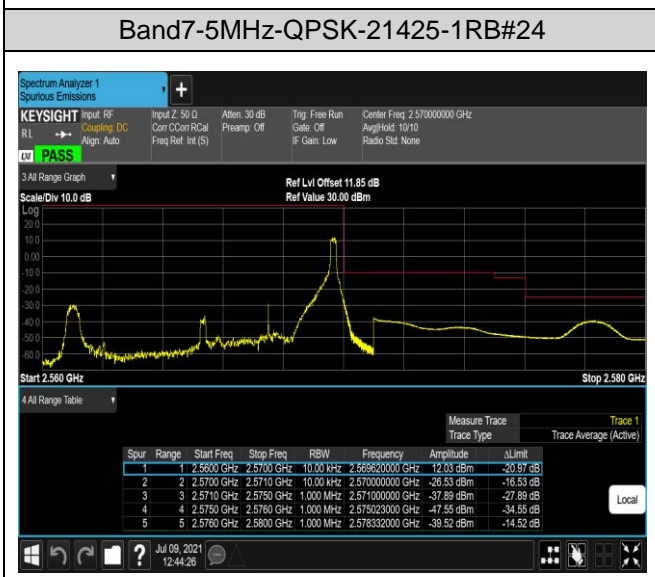 Band7-5MHz-QPSK-21425-1RB#24
Spectrum Analyzer 1
Spurious Emissions
+
KEYSIGHT Input: RF Input Z: 50 Ω Atten: 30 dB Trig: Free Run Center Freq: 2.570000000 GHz
RL Coupling: DC Corr CCorr RCal Preamp: Off Gate: Off Avg|Hold: 10/10
Align: Auto Freq Ref: Int (S) IF Gain: Low Radio Std: None
LXI PASS
3 All Range Graph
Ref Lvl Offset 11.85 dB
Scale/Div 10.0 dB Ref Value 30.00 dBm
Log
20.0
10.0
0.00
-10.0
-20.0
-30.0
-40.0
-50.0
-60.0
Start 2.560 GHz Stop 2.580 GHz
4 All Range Table
Measure Trace Trace 1
Trace Type Trace Average (Active)
Spur Range Start Freq Stop Freq RBW Frequency Amplitude ΔLimit
1 1 2.5600 GHz 2.5700 GHz 10.00 kHz 2.569620000 GHz 12.03 dBm -20.97 dB
2 2 2.5700 GHz 2.5710 GHz 10.00 kHz 2.570000000 GHz -26.53 dBm -16.53 dB
3 3 2.5710 GHz 2.5750 GHz 1.000 MHz 2.571000000 GHz -37.89 dBm -27.89 dB
4 4 2.5750 GHz 2.5760 GHz 1.000 MHz 2.575023000 GHz -47.55 dBm -34.55 dB
5 5 2.5760 GHz 2.5800 GHz 1.000 MHz 2.578332000 GHz -39.52 dBm -14.52 dB
Local
? Jul 09, 2021
12:44:26